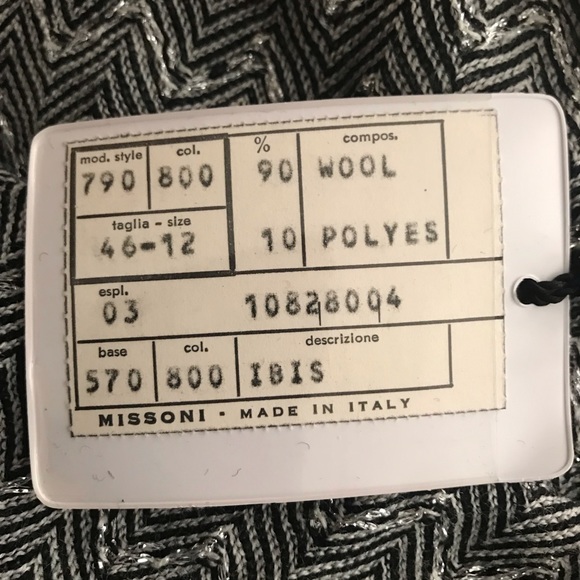 mod. style col. % compos.
790 800 90 WOOL
taglia - size
46-12 10 POLYES
espl.
03 10828004
base col. descrizione
570 800 IBIS
MISSONI · MADE IN ITALY